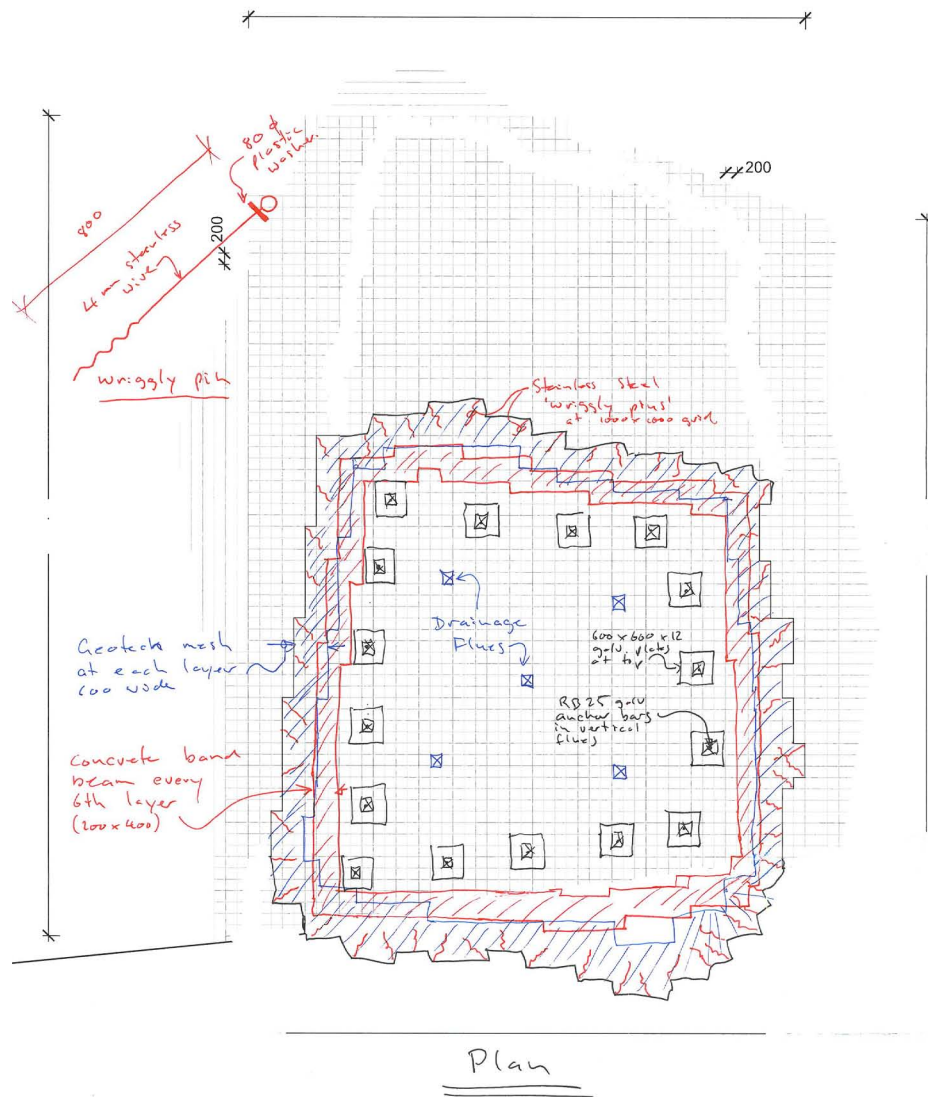 80 ϕ
plastic
washer.
200
800
200
4 mm stainless
wire
wriggly pin
Stainless Steel
'wriggly pins'
at 1000 x 1000 grid
Geotech mesh
at each layer
600 wide
Drainage
Flues
600 x 600 x 12
galv. plates
at top
RB 25 galv
anchor bars
in vertical
flues
concrete band
beam every
6th layer
(200 x 400)
Plan